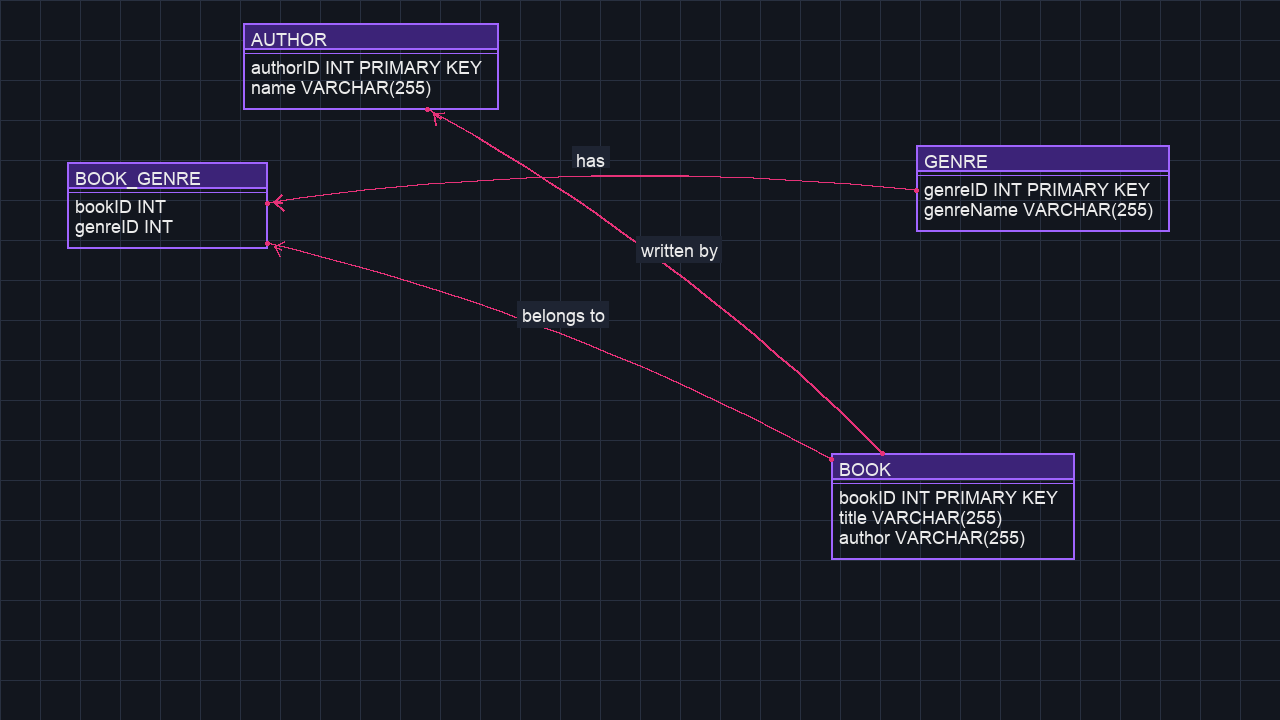 AUTHOR
authorID INT PRIMARY KEY
name VARCHAR(255)
has
GENRE
genreID INT PRIMARY KEY
genreName VARCHAR(255)
BOOK_GENRE
bookID INT
genreID INT
written by
belongs to
BOOK
bookID INT PRIMARY KEY
title VARCHAR(255)
author VARCHAR(255)